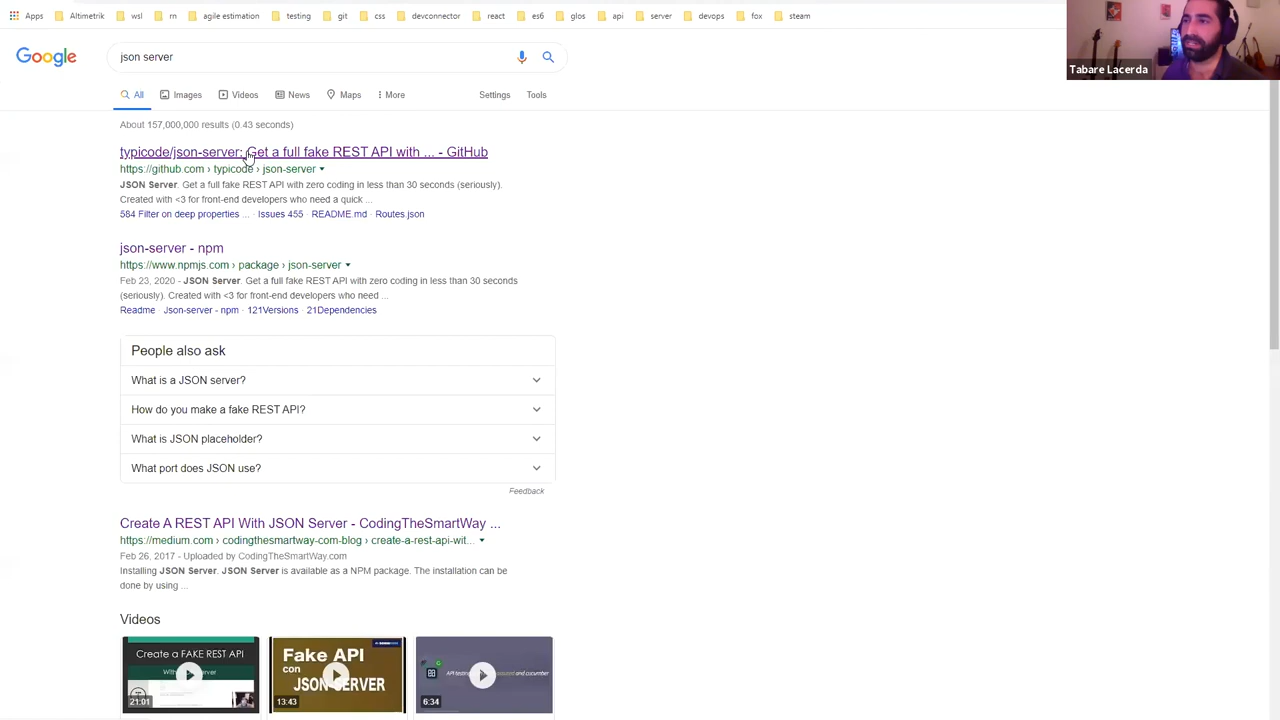 Apps Altimetrik wsl rn agile estimation testing git css devconnector react es6 glos api server devops fox steam
Google
json server
Tabare Lacerda
All Images Videos News Maps More Settings Tools
About 157,000,000 results (0.43 seconds)
typicode/json-server: Get a full fake REST API with ... - GitHub
https://github.com › typicode › json-server
JSON Server. Get a full fake REST API with zero coding in less than 30 seconds (seriously).
Created with <3 for front-end developers who need a quick ...
584 Filter on deep properties ... · Issues 455 · README.md · Routes.json
json-server - npm
https://www.npmjs.com › package › json-server
Feb 23, 2020 - JSON Server. Get a full fake REST API with zero coding in less than 30 seconds
(seriously). Created with <3 for front-end developers who need ...
Readme · Json-server - npm · 121Versions · 21Dependencies
People also ask
What is a JSON server?
How do you make a fake REST API?
What is JSON placeholder?
What port does JSON use?
Feedback
Create A REST API With JSON Server - CodingTheSmartWay ...
https://medium.com › codingthesmartway-com-blog › create-a-rest-api-wit...
Feb 26, 2017 - Uploaded by CodingTheSmartWay.com
Installing JSON Server. JSON Server is available as a NPM package. The installation can be
done by using ...
Videos
Create a FAKE REST API
21:01
Fake API
con
JSON SERVER
13:43
API testing
and cucumber
6:34